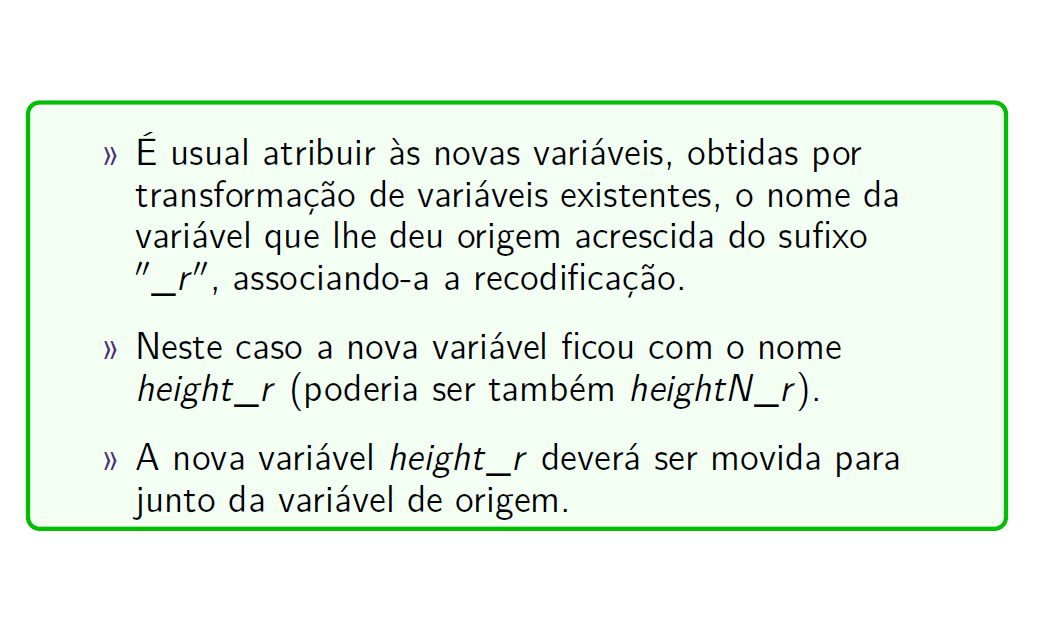 » É usual atribuir às novas variáveis, obtidas por
transformação de variáveis existentes, o nome da
variável que lhe deu origem acrescida do sufixo
"_r", associando-a a recodificação.
» Neste caso a nova variável ficou com o nome
height_r (poderia ser também heightN_r).
» A nova variável height_r deverá ser movida para
junto da variável de origem.